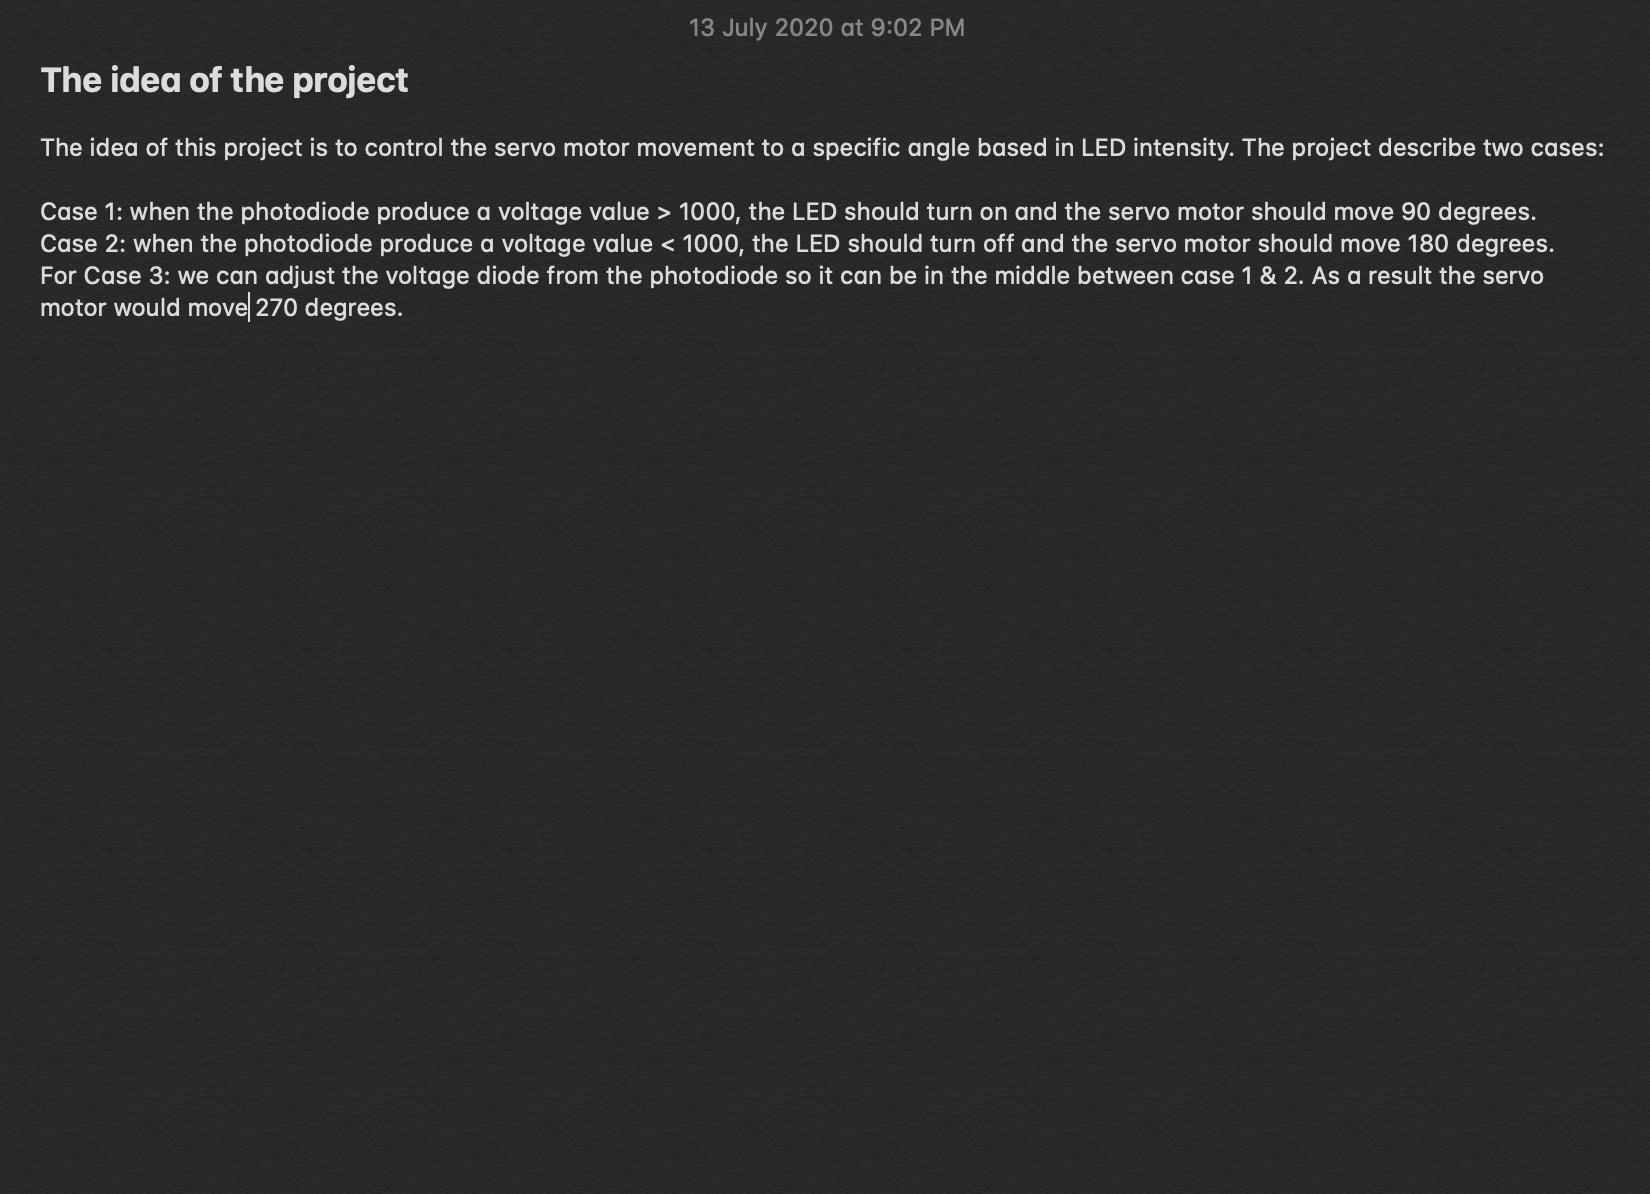 13 July 2020 at 9:02 PM
The idea of the project
The idea of this project is to control the servo motor movement to a specific angle based in LED intensity. The project describe two cases:
Case 1: when the photodiode produce a voltage value > 1000, the LED should turn on and the servo motor should move 90 degrees.
Case 2: when the photodiode produce a voltage value < 1000, the LED should turn off and the servo motor should move 180 degrees.
For Case 3: we can adjust the voltage diode from the photodiode so it can be in the middle between case 1 & 2. As a result the servo
motor would move 270 degrees.